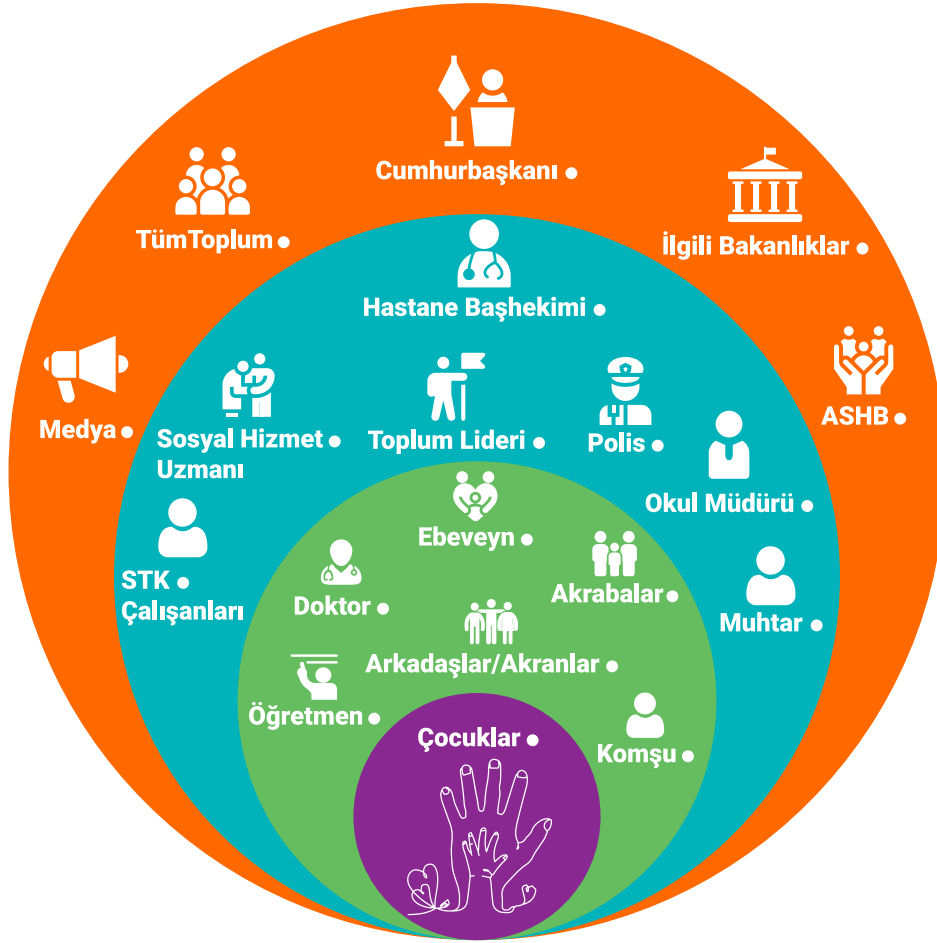 Cumhurbaşkanı
TümToplum
İlgili Bakanlıklar
Hastane Başhekimi
Medya
ASHB
Sosyal Hizmet
Uzmanı
Toplum Lideri
Polis
Okul Müdürü
STK
Çalışanları
Muhtar
Ebeveyn
Doktor
Akrabalar
Arkadaşlar/Akranlar
Öğretmen
Komşu
Çocuklar